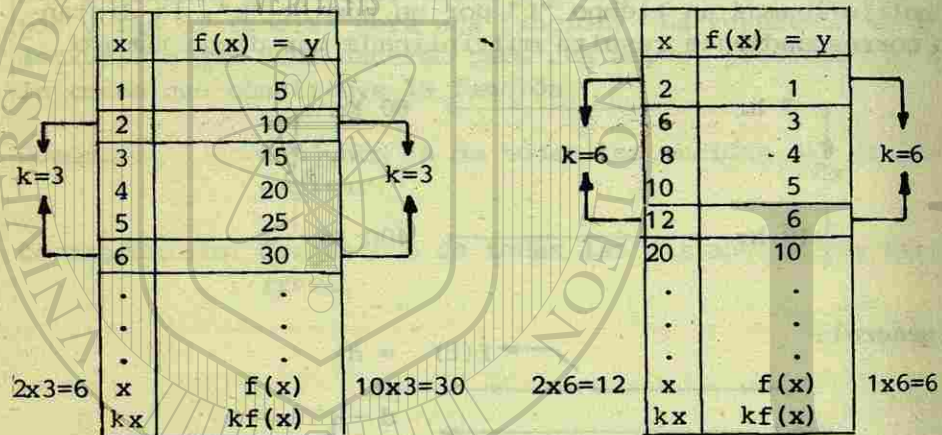 x f(x) = y
1 5
2 10
3 15
k=3 k=3
4 20
5 25
6 30
. .
. .
. .
2x3=6 x f(x) 10x3=30
kx kf(x)
x f(x) = y
2 1
6 3
k=6 8 4 k=6
10 5
12 6
20 10
. .
. .
. .
2x6=12 x f(x) 1x6=6
kx kf(x)